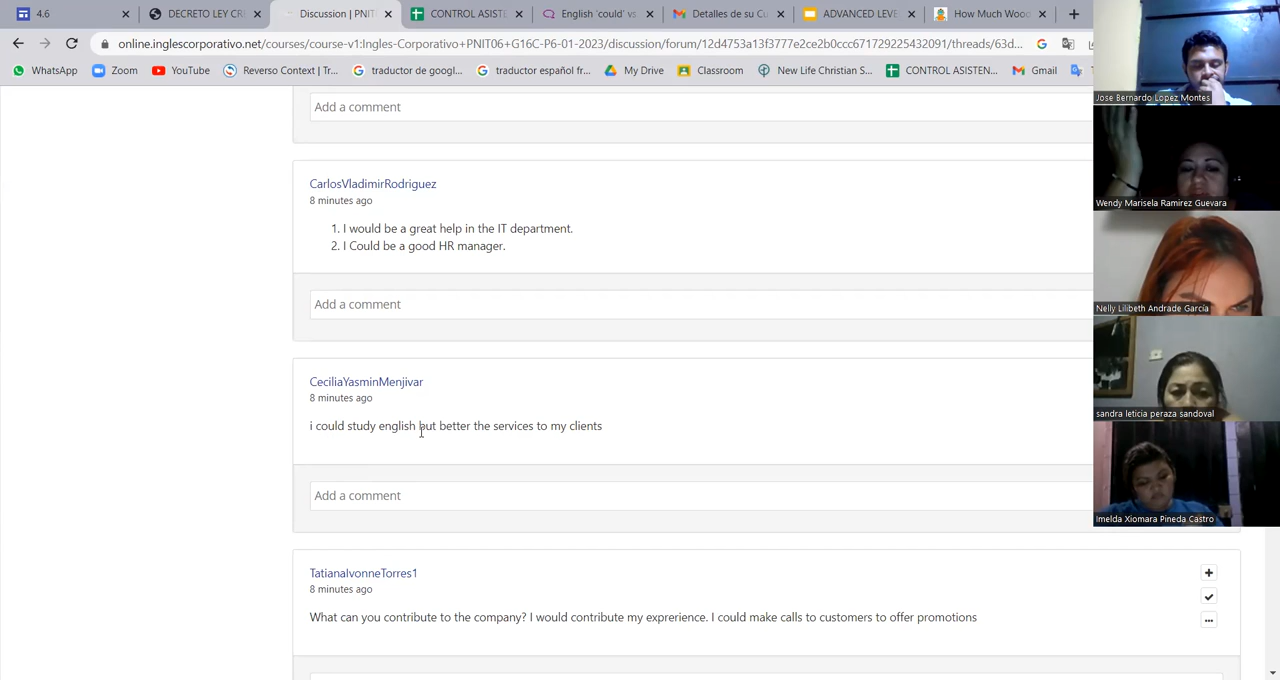 4.6
DECRETO LEY CR
Discussion | PNIT
CONTROL ASISTE
English 'could' vs
Detalles de su Cu
ADVANCED LEVE
How Much Wood
online.inglescorporativo.net/courses/course-v1:Ingles-Corporativo+PNIT06+G16C-P6-01-2023/discussion/forum/12d4753a13f3777e2ce2b0ccc671729225432091/threads/63d...
WhatsApp
Zoom
YouTube
Reverso Context | Tr...
traductor de googl...
traductor español fr...
My Drive
Classroom
New Life Christian S...
CONTROL ASISTEN...
Gmail
Add a comment
CarlosVladimirRodriguez
8 minutes ago
1. I would be a great help in the IT department.
2. I Could be a good HR manager.
Add a comment
CeciliaYasminMenjivar
8 minutes ago
i could study english but better the services to my clients
Add a comment
TatianaIvonneTorres1
8 minutes ago
What can you contribute to the company? I would contribute my exprerience. I could make calls to customers to offer promotions
Jose Bernardo Lopez Montes
Wendy Marisela Ramirez Guevara
Nelly Lilibeth Andrade García
sandra leticia peraza sandoval
Imelda Xiomara Pineda Castro